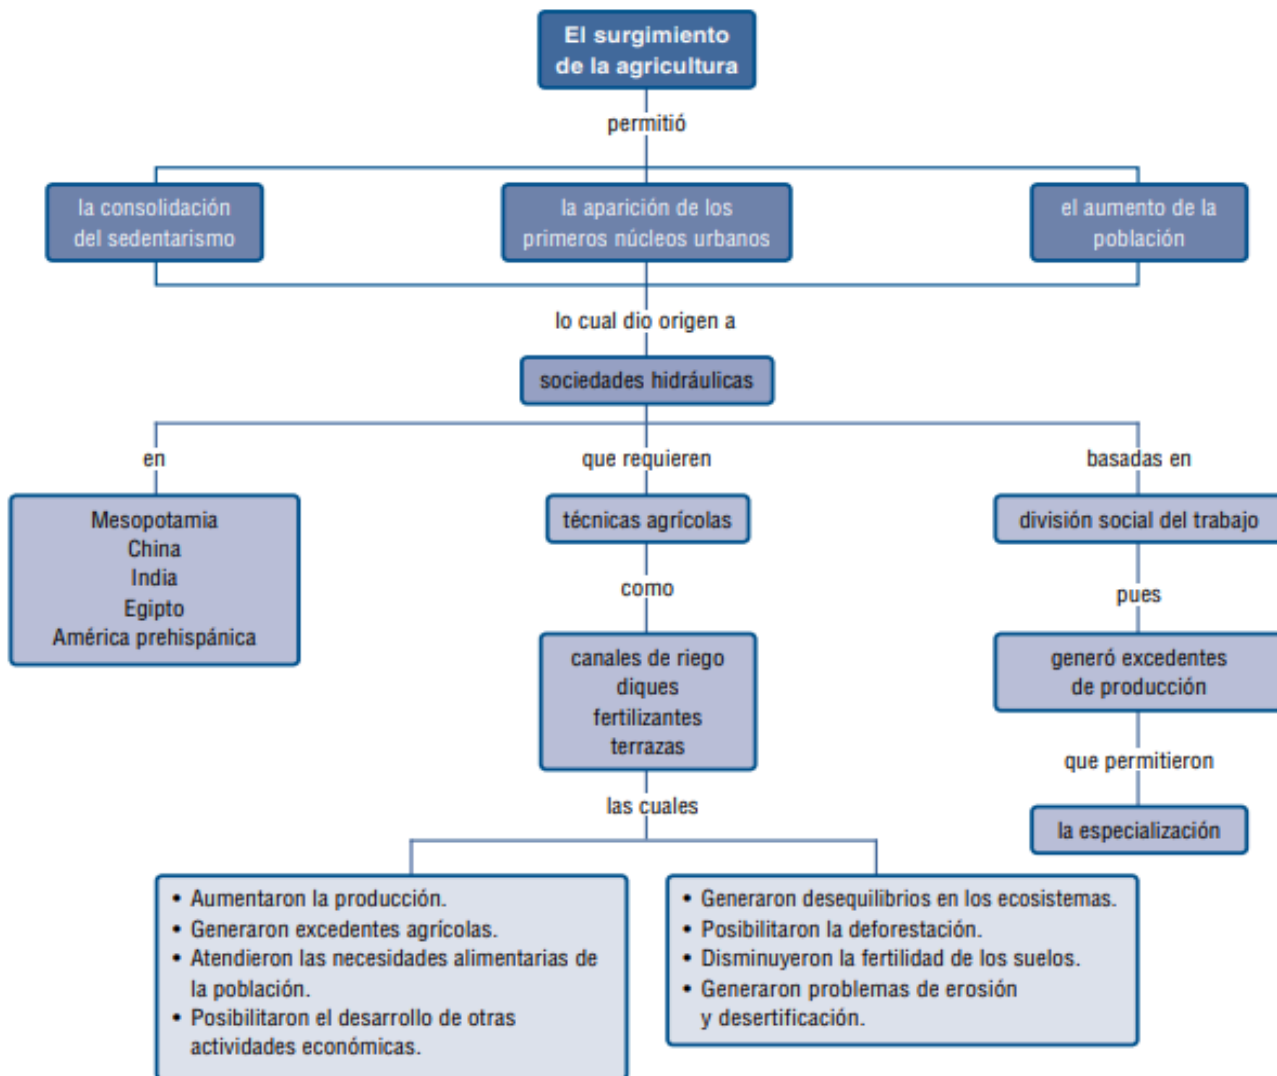 El surgimiento
de la agricultura
permitió
la consolidación
del sedentarismo
la aparición de los
primeros núcleos urbanos
el aumento de la
población
lo cual dio origen a
sociedades hidráulicas
en
que requieren
basadas en
Mesopotamia
China
India
Egipto
América prehispánica
técnicas agrícolas
división social del trabajo
como
pues
canales de riego
diques
fertilizantes
terrazas
generó excedentes
de producción
que permitieron
las cuales
la especialización
• Aumentaron la producción.
• Generaron excedentes agrícolas.
• Atendieron las necesidades alimentarias de
la población.
• Posibilitaron el desarrollo de otras
actividades económicas.
• Generaron desequilibrios en los ecosistemas.
• Posibilitaron la deforestación.
• Disminuyeron la fertilidad de los suelos.
• Generaron problemas de erosión
y desertificación.